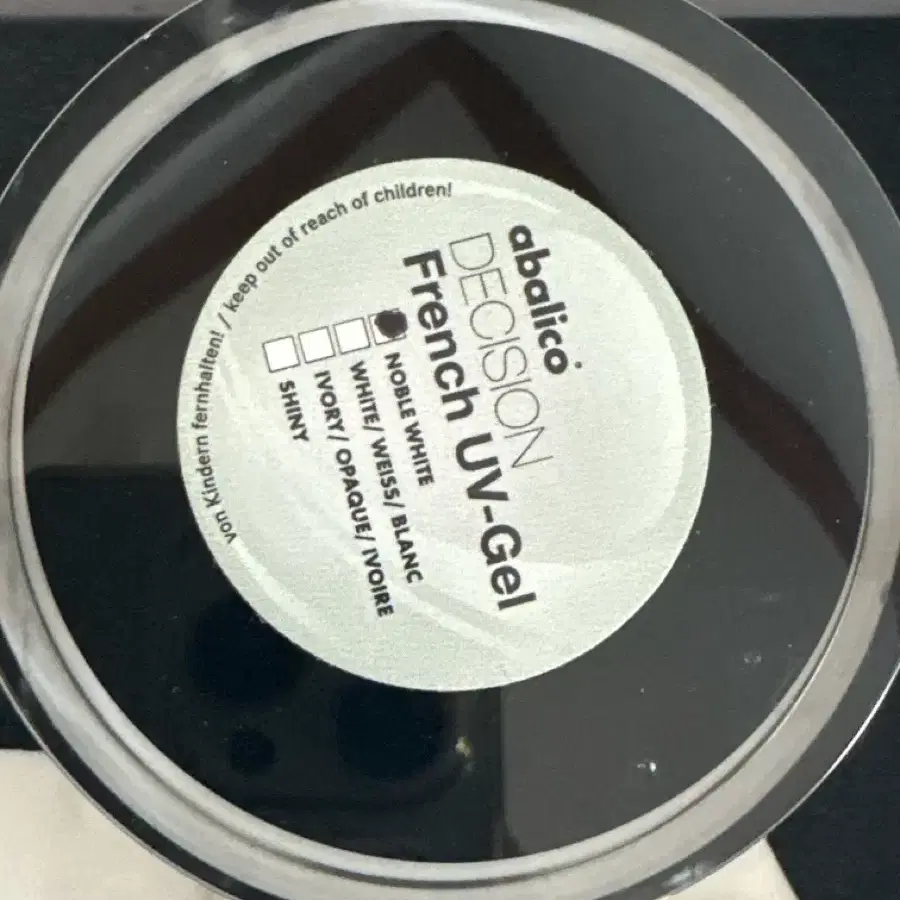 abalico
DECISION
French UV-Gel
NOBLE WHITE
WHITE/ WEISS/ BLANC
IVORY/ OPAQUE/ IVOIRE
SHINY
von Kindern fernhalten! / keep out of reach of children!